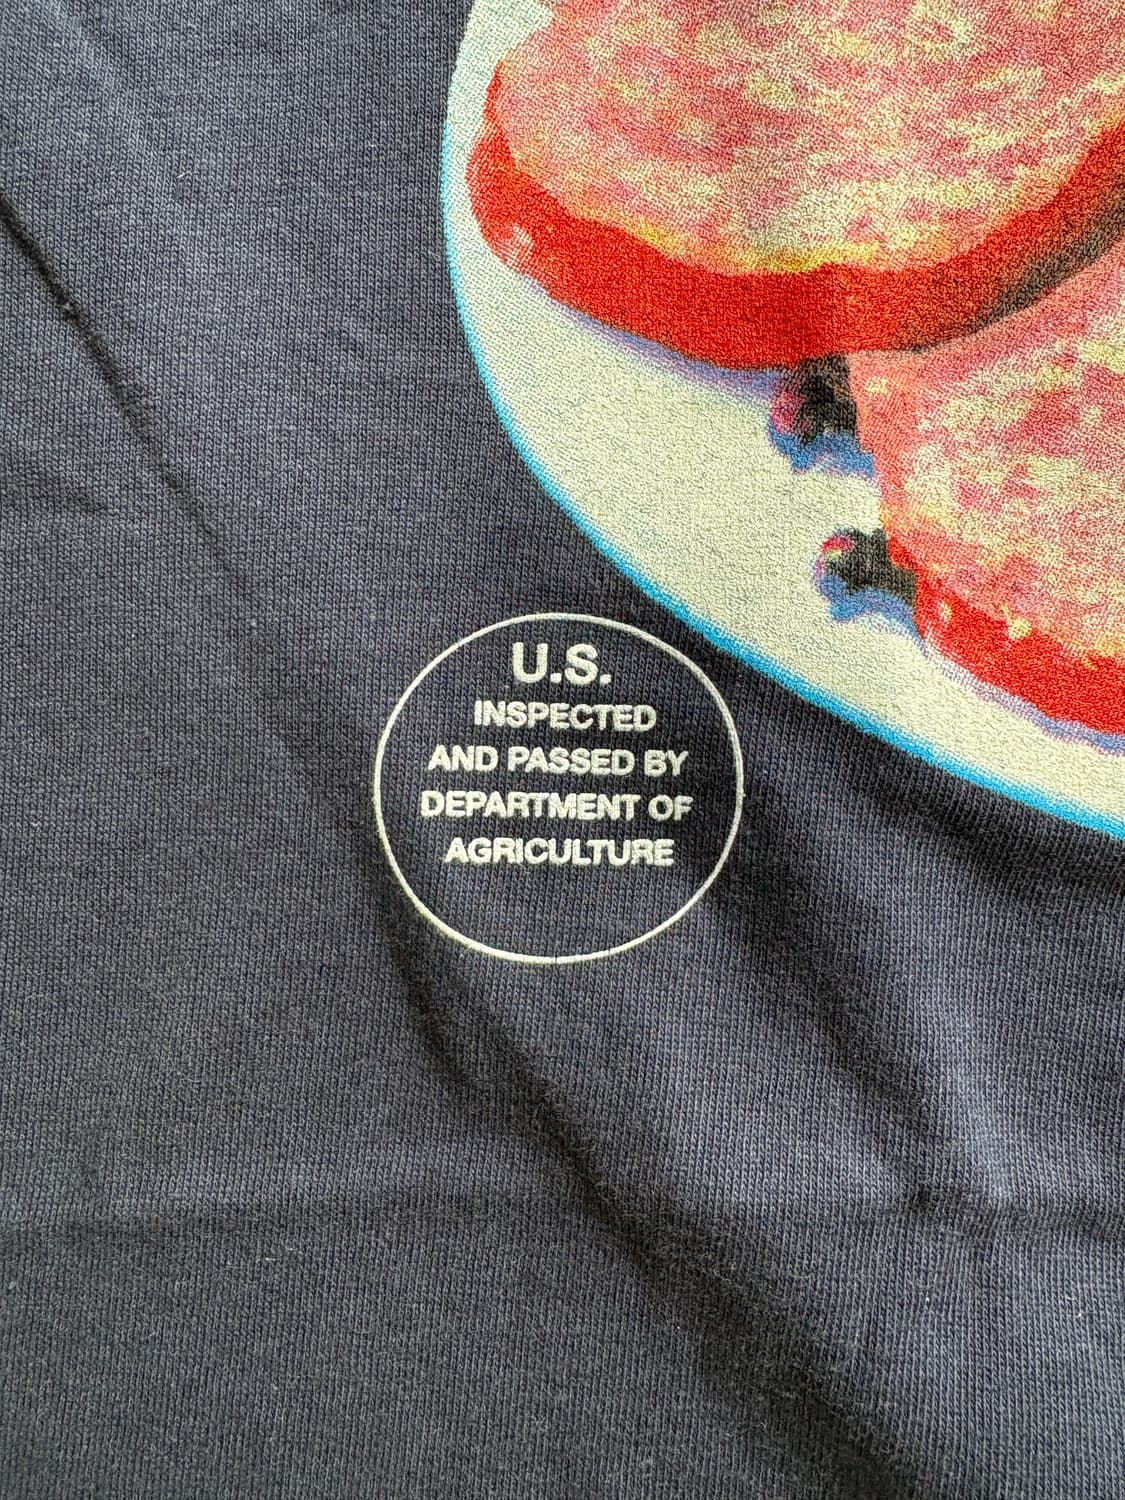 U.S.
INSPECTED
AND PASSED BY
DEPARTMENT OF
AGRICULTURE